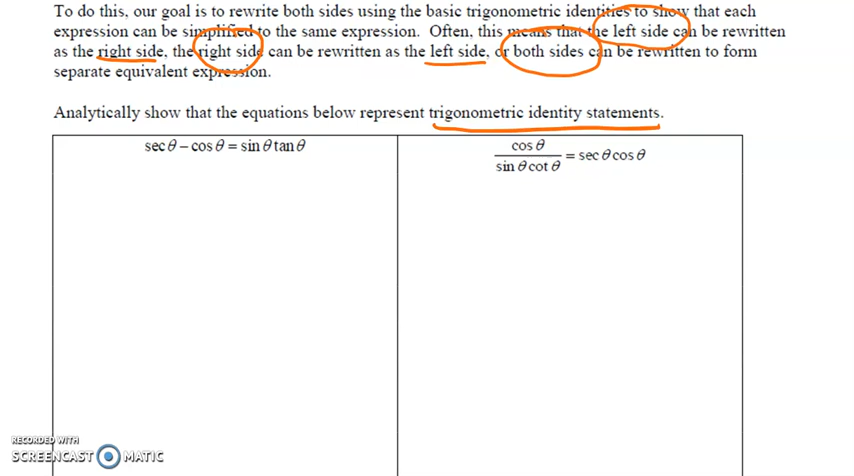 To do this, our goal is to rewrite both sides using the basic trigonometric identities to show that each
expression can be simplified to the same expression. Often, this means that the left side can be rewritten
as the right side, the right side can be rewritten as the left side, or both sides can be rewritten to form
separate equivalent expression.
Analytically show that the equations below represent trigonometric identity statements.
sec θ − cos θ = sin θ tan θ
cos θ / sin θ cot θ = sec θ cos θ
RECORDED WITH
SCREENCAST MATIC